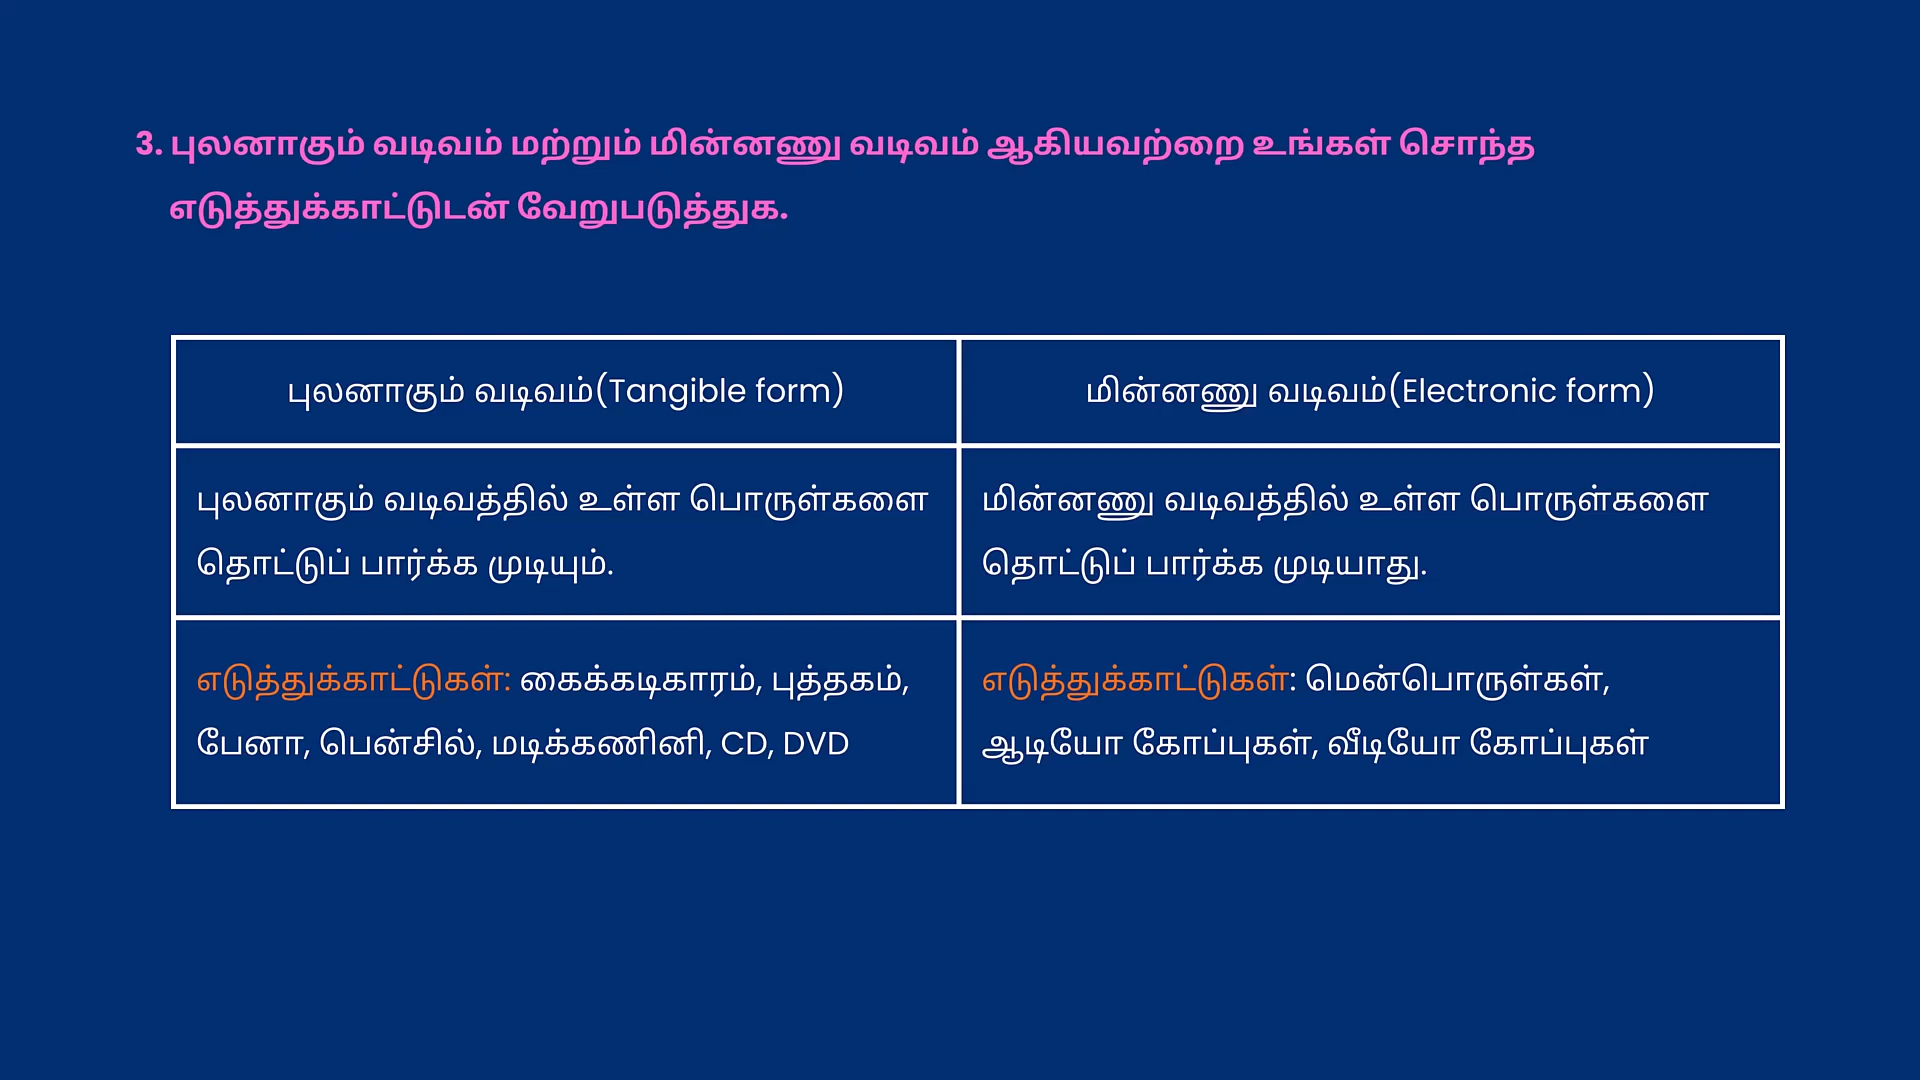 3. புலனாகும் வடிவம் மற்றும் மின்னணு வடிவம் ஆகியவற்றை உங்கள் சொந்த
எடுத்துக்காட்டுடன் வேறுபடுத்துக.
புலனாகும் வடிவம்(Tangible form)
மின்னணு வடிவம்(Electronic form)
புலனாகும் வடிவத்தில் உள்ள பொருள்களை
தொட்டுப் பார்க்க முடியும்.
மின்னணு வடிவத்தில் உள்ள பொருள்களை
தொட்டுப் பார்க்க முடியாது.
எடுத்துக்காட்டுகள்: கைக்கடிகாரம், புத்தகம்,
பேனா, பென்சில், மடிக்கணினி, CD, DVD
எடுத்துக்காட்டுகள்: மென்பொருள்கள்,
ஆடியோ கோப்புகள், வீடியோ கோப்புகள்